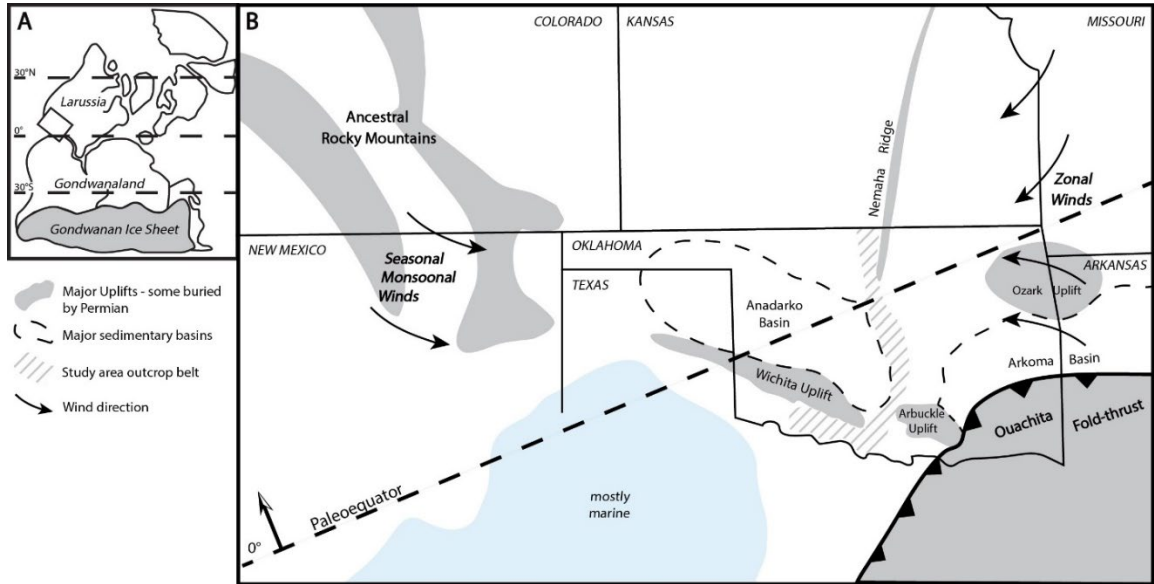 A
30°N
Larussia
0°
Gondwanaland
30°S
Gondwanan Ice Sheet
Major Uplifts - some buried
by Permian
Major sedimentary basins
Study area outcrop belt
Wind direction
B
COLORADO
KANSAS
MISSOURI
Ancestral
Rocky Mountains
Nemaha Ridge
Zonal
Winds
NEW MEXICO
Seasonal
Monsoonal
Winds
OKLAHOMA
TEXAS
ARKANSAS
Ozark Uplift
Anadarko
Basin
Arkoma Basin
Wichita Uplift
Arbuckle
Uplift
Ouachita
Fold-thrust
mostly
marine
Paleoequator
0°